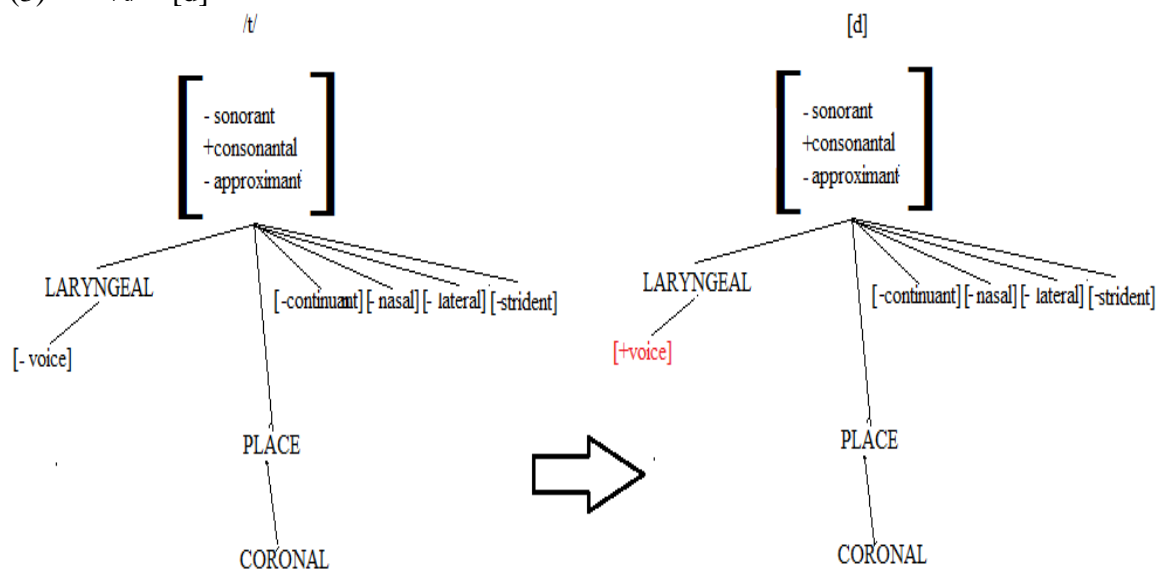 /t/ [d]
- sonorant - sonorant
+consonantal +consonantal
- approximant - approximant
LARYNGEAL LARYNGEAL
[-continuant] [- nasal] [- lateral] [-strident] [-continuant] [- nasal] [- lateral] [-strident]
[- voice] [+voice]
PLACE PLACE
CORONAL CORONAL